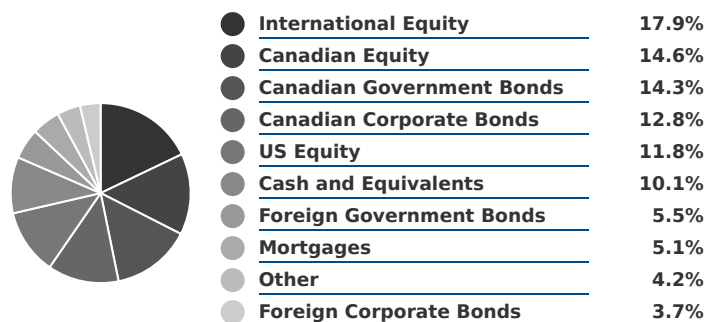 International Equity 17.9%
Canadian Equity 14.6%
Canadian Government Bonds 14.3%
Canadian Corporate Bonds 12.8%
US Equity 11.8%
Cash and Equivalents 10.1%
Foreign Government Bonds 5.5%
Mortgages 5.1%
Other 4.2%
Foreign Corporate Bonds 3.7%